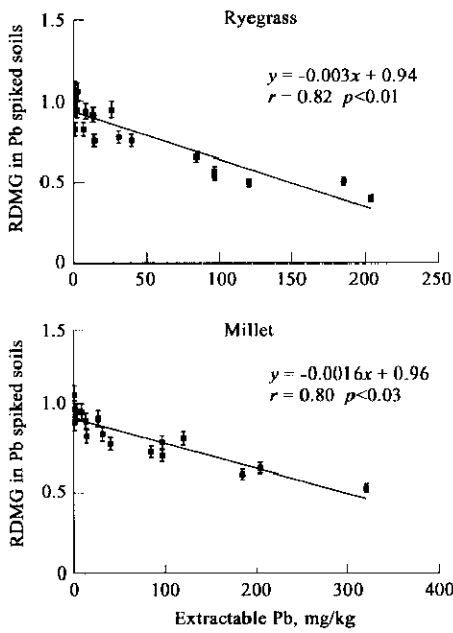 Ryegrass
RDMG in Pb spiked soils
1.5
1.0
0.5
0
y = -0.003x + 0.94
r = 0.82 p<0.01
0
50
100
150
200
250
Millet
RDMG in Pb spiked soils
1.5
1.0
0.5
0
y = -0.0016x + 0.96
r = 0.80 p<0.03
0
100
200
300
400
Extractable Pb, mg/kg